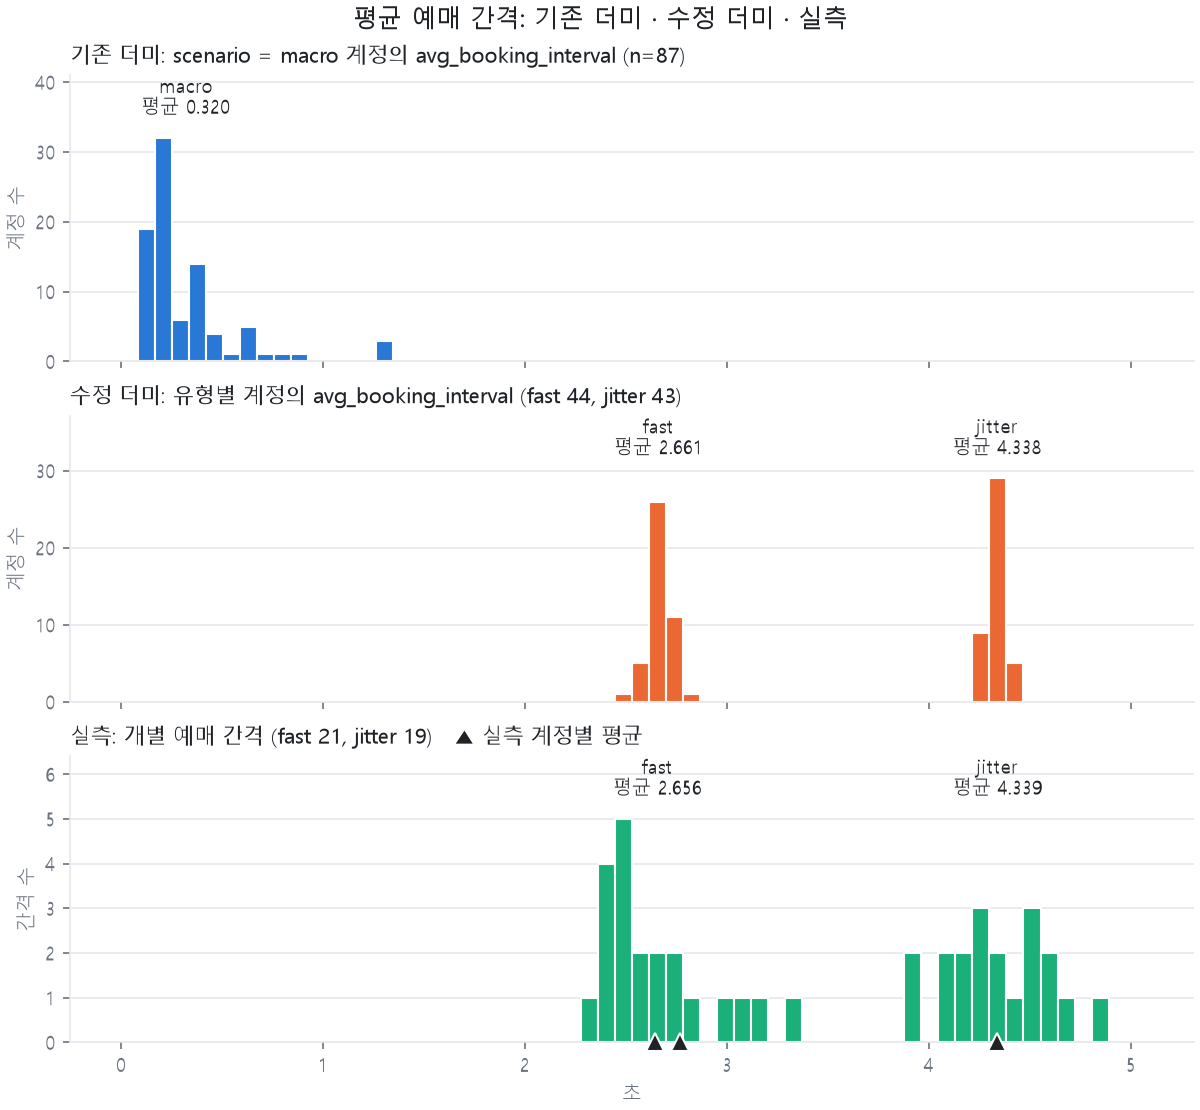 평균 예매 간격: 기존 더미 · 수정 더미 · 실측
기존 더미: scenario = macro 계정의 avg_booking_interval (n=87)
macro
평균 0.320
계정 수
40
30
20
10
0
수정 더미: 유형별 계정의 avg_booking_interval (fast 44, jitter 43)
fast
평균 2.661
jitter
평균 4.338
계정 수
30
20
10
0
실측: 개별 예매 간격 (fast 21, jitter 19) ▲ 실측 계정별 평균
fast
평균 2.656
jitter
평균 4.339
간격 수
6
5
4
3
2
1
0
0 1 2 3 4 5
초